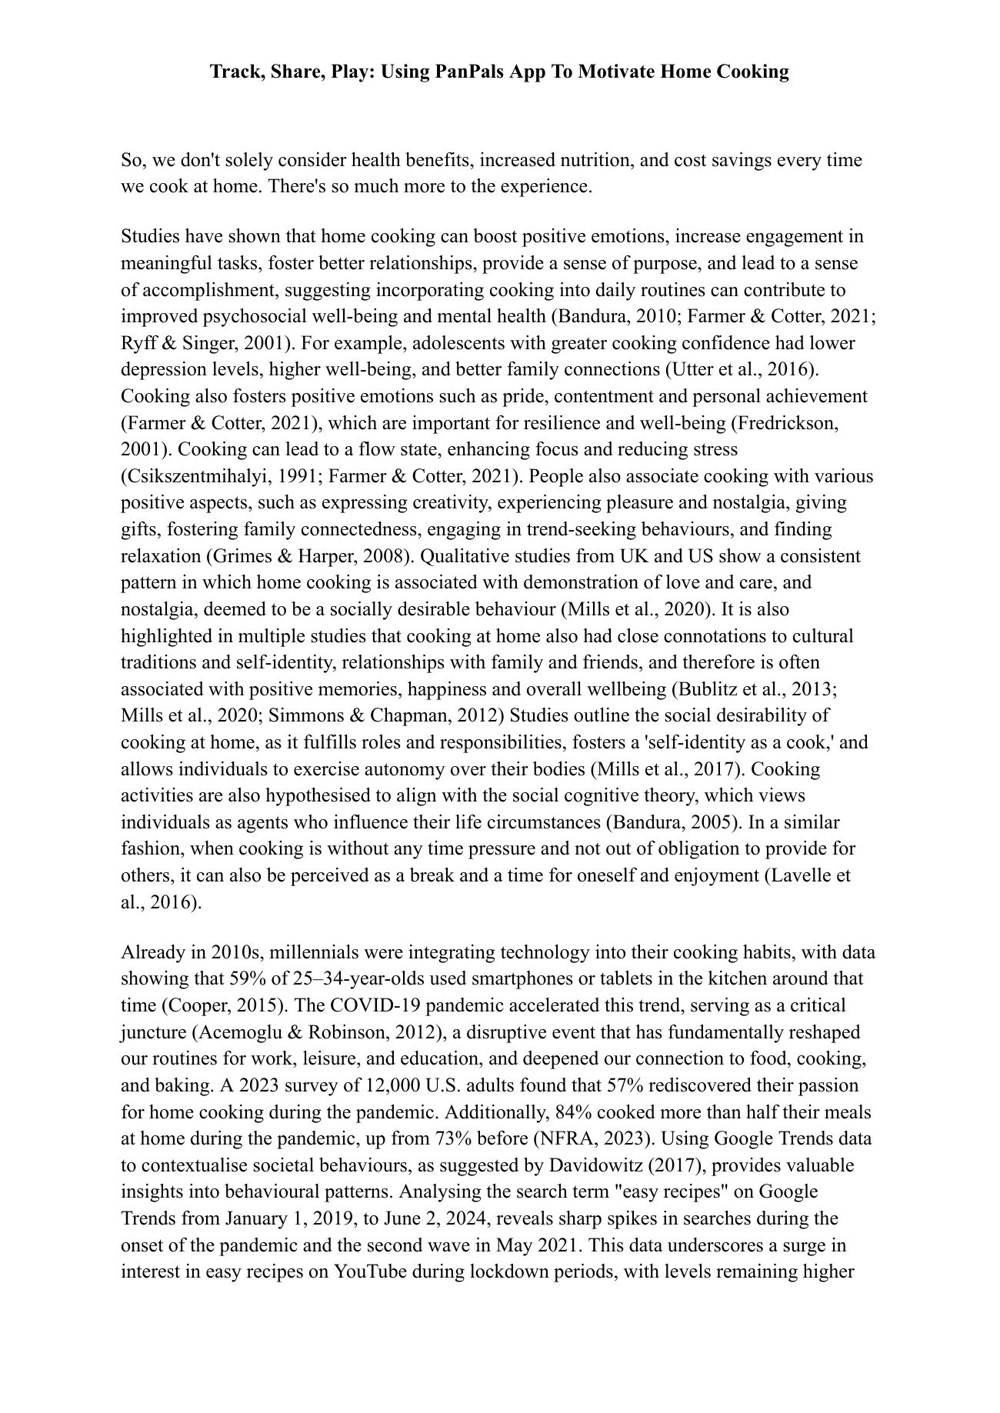 Track, Share, Play: Using PanPals App To Motivate Home Cooking
So, we don't solely consider health benefits, increased nutrition, and cost savings every time
we cook at home. There's so much more to the experience.
Studies have shown that home cooking can boost positive emotions, increase engagement in
meaningful tasks, foster better relationships, provide a sense of purpose, and lead to a sense
of accomplishment, suggesting incorporating cooking into daily routines can contribute to
improved psychosocial well-being and mental health (Bandura, 2010; Farmer & Cotter, 2021;
Ryff & Singer, 2001). For example, adolescents with greater cooking confidence had lower
depression levels, higher well-being, and better family connections (Utter et al., 2016).
Cooking also fosters positive emotions such as pride, contentment and personal achievement
(Farmer & Cotter, 2021), which are important for resilience and well-being (Fredrickson,
2001). Cooking can lead to a flow state, enhancing focus and reducing stress
(Csikszentmihalyi, 1991; Farmer & Cotter, 2021). People also associate cooking with various
positive aspects, such as expressing creativity, experiencing pleasure and nostalgia, giving
gifts, fostering family connectedness, engaging in trend-seeking behaviours, and finding
relaxation (Grimes & Harper, 2008). Qualitative studies from UK and US show a consistent
pattern in which home cooking is associated with demonstration of love and care, and
nostalgia, deemed to be a socially desirable behaviour (Mills et al., 2020). It is also
highlighted in multiple studies that cooking at home also had close connotations to cultural
traditions and self-identity, relationships with family and friends, and therefore is often
associated with positive memories, happiness and overall wellbeing (Bublitz et al., 2013;
Mills et al., 2020; Simmons & Chapman, 2012) Studies outline the social desirability of
cooking at home, as it fulfills roles and responsibilities, fosters a 'self-identity as a cook,' and
allows individuals to exercise autonomy over their bodies (Mills et al., 2017). Cooking
activities are also hypothesised to align with the social cognitive theory, which views
individuals as agents who influence their life circumstances (Bandura, 2005). In a similar
fashion, when cooking is without any time pressure and not out of obligation to provide for
others, it can also be perceived as a break and a time for oneself and enjoyment (Lavelle et
al., 2016).
Already in 2010s, millennials were integrating technology into their cooking habits, with data
showing that 59% of 25–34-year-olds used smartphones or tablets in the kitchen around that
time (Cooper, 2015). The COVID-19 pandemic accelerated this trend, serving as a critical
juncture (Acemoglu & Robinson, 2012), a disruptive event that has fundamentally reshaped
our routines for work, leisure, and education, and deepened our connection to food, cooking,
and baking. A 2023 survey of 12,000 U.S. adults found that 57% rediscovered their passion
for home cooking during the pandemic. Additionally, 84% cooked more than half their meals
at home during the pandemic, up from 73% before (NFRA, 2023). Using Google Trends data
to contextualise societal behaviours, as suggested by Davidowitz (2017), provides valuable
insights into behavioural patterns. Analysing the search term "easy recipes" on Google
Trends from January 1, 2019, to June 2, 2024, reveals sharp spikes in searches during the
onset of the pandemic and the second wave in May 2021. This data underscores a surge in
interest in easy recipes on YouTube during lockdown periods, with levels remaining higher